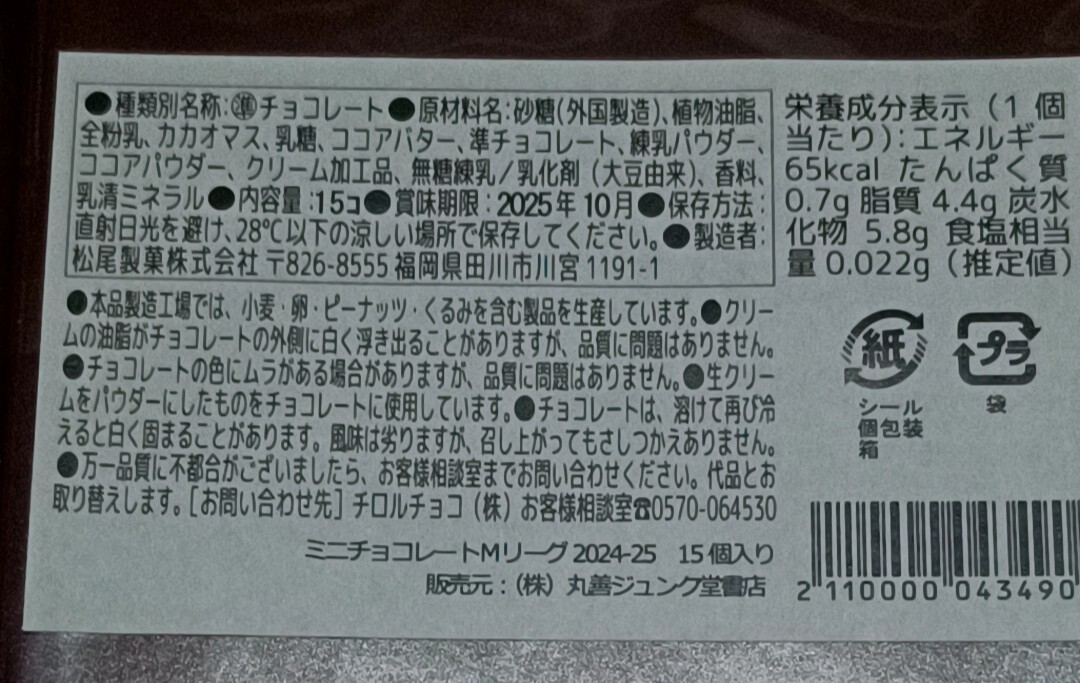 ●種類別名称:準チョコレート●原材料名:砂糖(外国製造)、植物油脂、
全粉乳、カカオマス、乳糖、ココアバター、準チョコレート、練乳パウダー、
ココアパウダー、クリーム加工品、無糖練乳/乳化剤(大豆由来)、香料、
乳清ミネラル●内容量:15コ●賞味期限:2025年10月●保存方法:
直射日光を避け、28℃以下の涼しい場所で保存してください。●製造者:
松尾製菓株式会社 〒826-8555 福岡県田川市川宮1191-1
●本品製造工場では、小麦・卵・ピーナッツ・くるみを含む製品を生産しています。●クリー
ムの油脂がチョコレートの外側に白く浮き出ることがありますが、品質に問題はありません。
●チョコレートの色にムラがある場合がありますが、品質に問題はありません。●生クリー
ムをパウダーにしたものをチョコレートに使用しています。●チョコレートは、溶けて再び冷
えると白く固まることがあります。風味は劣りますが、召し上がってもさしつかえありません。
●万一品質に不都合がございましたら、お客様相談室までお問い合わせください。代品とお
取り替えします。[お問い合わせ先]チロルチョコ(株)お客様相談室☎0570-064530
ミニチョコレートMリーグ2024-25 15個入り
販売元:(株)丸善ジュンク堂書店
栄養成分表示(1個
当たり):エネルギー
65kcal たんぱく質
0.7g 脂質 4.4g 炭水
化物 5.8g 食塩相当
量 0.022g(推定値)
紙
シール
個包装
箱
プラ
袋
2 110000 043490